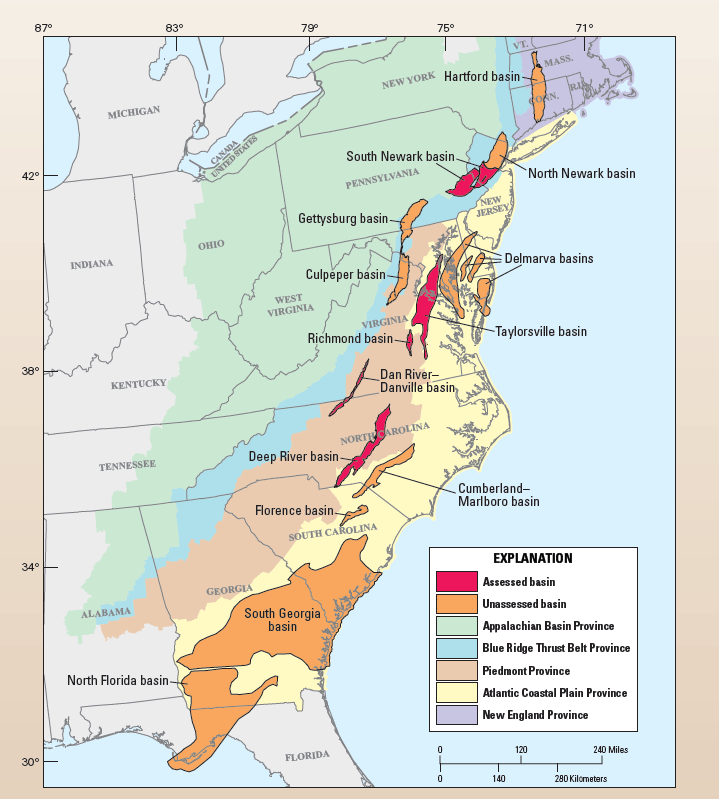 87°
83°
79°
75°
71°
VT.
MASS.
Hartford basin
NEW YORK
R.I.
CONN.
MICHIGAN
CANADA
UNITED STATES
South Newark basin
42°
PENNSYLVANIA
North Newark basin
NEW
JERSEY
Gettysburg basin
OHIO
Delmarva basins
INDIANA
Culpeper basin
WEST
VIRGINIA
VIRGINIA
Taylorsville basin
Richmond basin
38°
Dan River–
Danville basin
KENTUCKY
NORTH CAROLINA
Deep River basin
TENNESSEE
Cumberland–
Marlboro basin
Florence basin
SOUTH CAROLINA
34°
GEORGIA
ALABAMA
South Georgia
basin
North Florida basin
30°
FLORIDA
EXPLANATION
Assessed basin
Unassessed basin
Appalachian Basin Province
Blue Ridge Thrust Belt Province
Piedmont Province
Atlantic Coastal Plain Province
New England Province
0 120 240 Miles
0 140 280 Kilometers